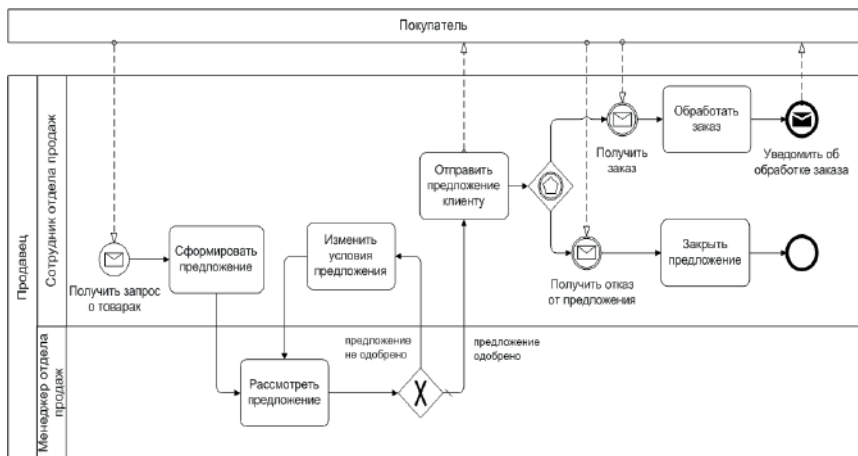 Покупатель
Продавец
Сотрудник отдела продаж
Получить запрос
о товарах
Сформировать
предложение
Изменить
условия
предложения
Отправить
предложение
клиенту
Получить
заказ
Обработать
заказ
Уведомить об
обработке заказа
Получить отказ
от предложения
Закрыть
предложение
Менеджер отдела
продаж
Рассмотреть
предложение
предложение
не одобрено
предложение
одобрено